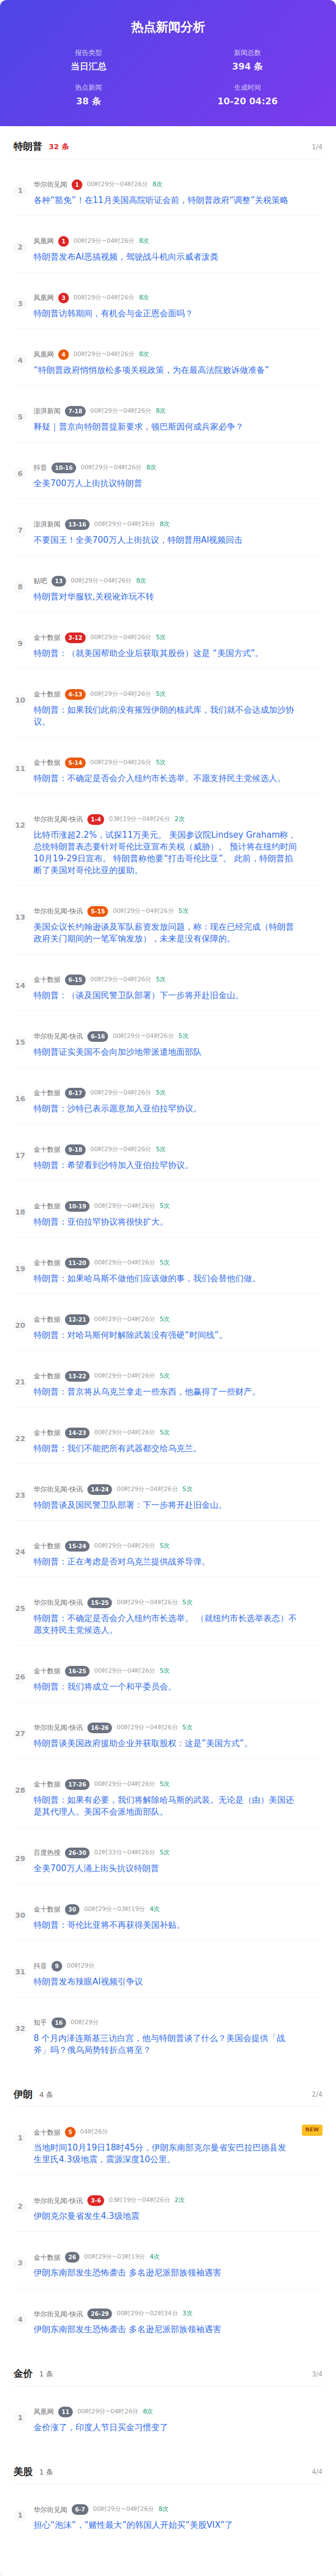 热点新闻分析
报告类型
新闻总数
当日汇总
394 条
热点新闻
生成时间
38 条
10-20 04:26
特朗普 32 条 1/4
1 华尔街见闻 1 00时29分~04时26分 8次
各种“豁免”！在11月美国高院听证会前，特朗普政府“调整”关税策略
2 凤凰网 1 00时29分~04时26分 8次
特朗普发布AI恶搞视频，驾驶战斗机向示威者泼粪
3 凤凰网 3 00时29分~04时26分 8次
特朗普访韩期间，有机会与金正恩会面吗？
4 凤凰网 4 00时29分~04时26分 8次
“特朗普政府悄悄放松多项关税政策，为在最高法院败诉做准备”
5 澎湃新闻 7-18 00时29分~04时26分 8次
释疑｜普京向特朗普提新要求，顿巴斯因何成兵家必争？
6 抖音 10-16 00时29分~04时26分 8次
全美700万人上街抗议特朗普
7 澎湃新闻 13-16 00时29分~04时26分 8次
不要国王！全美700万人上街抗议，特朗普用AI视频回击
8 贴吧 13 00时29分~04时26分 8次
特朗普对华服软,关税讹诈玩不转
9 金十数据 3-12 00时29分~04时26分 5次
特朗普：（就美国帮助企业后获取其股份）这是 “美国方式”。
10 金十数据 4-13 00时29分~04时26分 5次
特朗普：如果我们此前没有摧毁伊朗的核武库，我们就不会达成加沙协
议。
11 金十数据 5-14 00时29分~04时26分 5次
特朗普：不确定是否会介入纽约市长选举。不愿支持民主党候选人。
12 华尔街见闻-快讯 1-4 03时19分~04时26分 2次
比特币涨超2.2%，试探11万美元。 美国参议院Lindsey Graham称，
总统特朗普表态要针对哥伦比亚宣布关税（威胁）。 预计将在纽约时间
10月19-29日宣布。 特朗普称他要“打击哥伦比亚”。 此前，特朗普掐
断了美国对哥伦比亚的援助。
13 华尔街见闻-快讯 5-15 00时29分~04时26分 5次
美国众议长约翰逊谈及军队薪资发放问题，称：现在已经完成（特朗普
政府关门期间的一笔军饷发放），未来是没有保障的。
14 金十数据 6-15 00时29分~04时26分 5次
特朗普：（谈及国民警卫队部署）下一步将开赴旧金山。
15 华尔街见闻-快讯 6-16 00时29分~04时26分 5次
特朗普证实美国不会向加沙地带派遣地面部队
16 金十数据 8-17 00时29分~04时26分 5次
特朗普：沙特已表示愿意加入亚伯拉罕协议。
17 金十数据 9-18 00时29分~04时26分 5次
特朗普：希望看到沙特加入亚伯拉罕协议。
18 金十数据 10-19 00时29分~04时26分 5次
特朗普：亚伯拉罕协议将很快扩大。
19 金十数据 11-20 00时29分~04时26分 5次
特朗普：如果哈马斯不做他们应该做的事，我们会替他们做。
20 金十数据 12-21 00时29分~04时26分 5次
特朗普：对哈马斯何时解除武装没有强硬“时间线”。
21 金十数据 13-22 00时29分~04时26分 5次
特朗普：普京将从乌克兰拿走一些东西，他赢得了一些财产。
22 金十数据 14-23 00时29分~04时26分 5次
特朗普：我们不能把所有武器都交给乌克兰。
23 华尔街见闻-快讯 14-24 00时29分~04时26分 5次
特朗普谈及国民警卫队部署：下一步将开赴旧金山。
24 金十数据 15-24 00时29分~04时26分 5次
特朗普：正在考虑是否对乌克兰提供战斧导弹。
25 华尔街见闻-快讯 15-25 00时29分~04时26分 5次
特朗普：不确定是否会介入纽约市长选举。 （就纽约市长选举表态）不
愿支持民主党候选人。
26 金十数据 16-25 00时29分~04时26分 5次
特朗普：我们将成立一个和平委员会。
27 华尔街见闻-快讯 16-26 00时29分~04时26分 5次
特朗普谈美国政府援助企业并获取股权：这是“美国方式”。
28 金十数据 17-26 00时29分~04时26分 5次
特朗普：如果有必要，我们将解除哈马斯的武装。无论是（由）美国还
是其代理人。美国不会派地面部队。
29 百度热搜 26-30 02时33分~04时26分 5次
全美700万人涌上街头抗议特朗普
30 金十数据 30 00时29分~03时19分 4次
特朗普：哥伦比亚将不再获得美国补贴。
31 抖音 9 00时29分
特朗普发布辣眼AI视频引争议
32 知乎 16 00时29分
8 个月内泽连斯基三访白宫，他与特朗普谈了什么？美国会提供「战
斧」吗？俄乌局势转折点将至？
伊朗 4 条 2/4
1 金十数据 5 04时26分 NEW
当地时间10月19日18时45分，伊朗东南部克尔曼省安巴拉巴德县发
生里氏4.3级地震，震源深度10公里。
2 华尔街见闻-快讯 3-6 03时19分~04时26分 2次
伊朗克尔曼省发生4.3级地震
3 金十数据 26 00时29分~03时19分 4次
伊朗东南部发生恐怖袭击 多名逊尼派部族领袖遇害
4 华尔街见闻-快讯 26-29 00时29分~02时34分 3次
伊朗东南部发生恐怖袭击 多名逊尼派部族领袖遇害
金价 1 条 3/4
1 凤凰网 11 00时29分~04时26分 8次
金价涨了，印度人节日买金习惯变了
美股 1 条 4/4
1 华尔街见闻 6-7 00时29分~04时26分 8次
担心“泡沫”，“赌性最大”的韩国人开始买“美股VIX”了